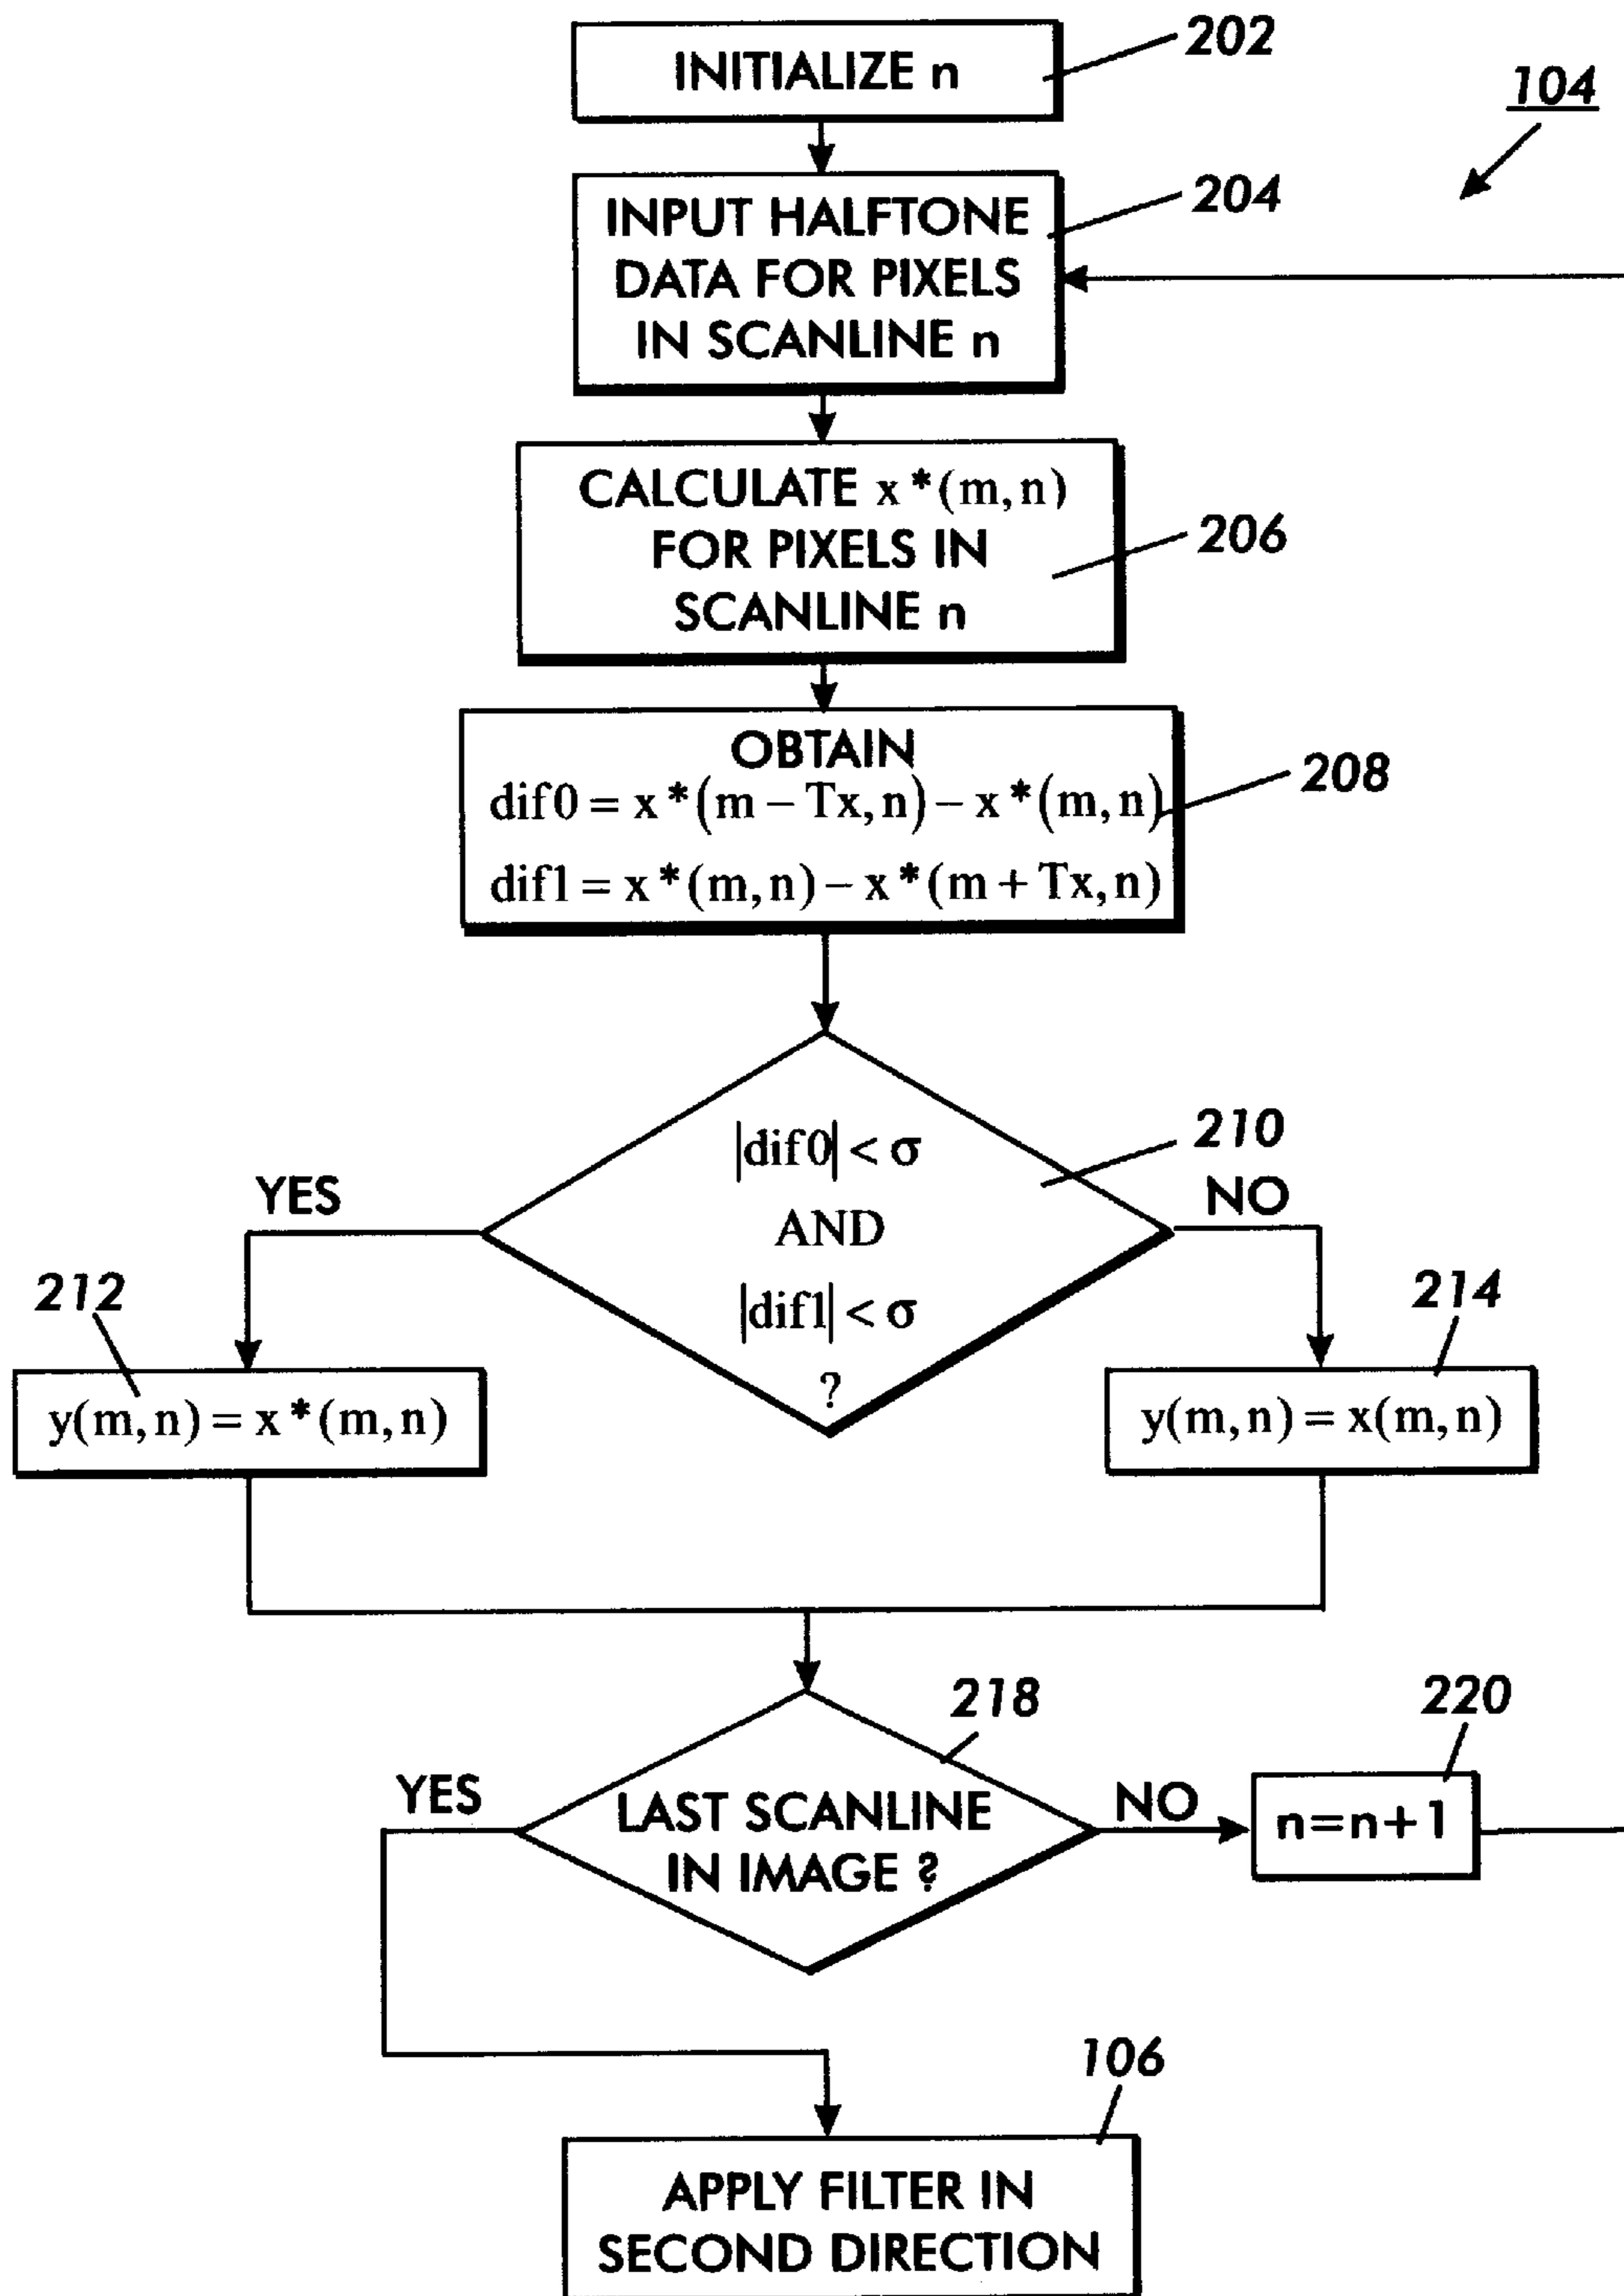 202
INITIALIZE n
104
204
INPUT HALFTONE
DATA FOR PIXELS
IN SCANLINE n
CALCULATE x*(m,n)
FOR PIXELS IN
SCANLINE n
206
OBTAIN
dif0 = x*(m – Tx,n) – x*(m,n)
dif1 = x*(m,n) – x*(m + Tx,n)
208
|dif0| < σ
AND
|dif1| < σ
?
210
YES
NO
212
y(m,n) = x*(m,n)
214
y(m,n) = x(m,n)
218
LAST SCANLINE
IN IMAGE ?
YES
NO
220
n=n+1
106
APPLY FILTER IN
SECOND DIRECTION